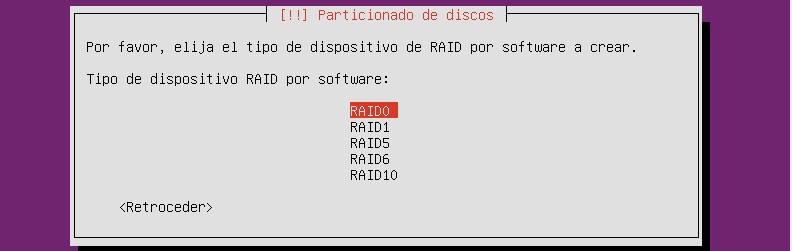 [!!] Particionado de discos
Por favor, elija el tipo de dispositivo de RAID por software a crear.
Tipo de dispositivo RAID por software:
RAID0
RAID1
RAID5
RAID6
RAID10
<Retroceder>